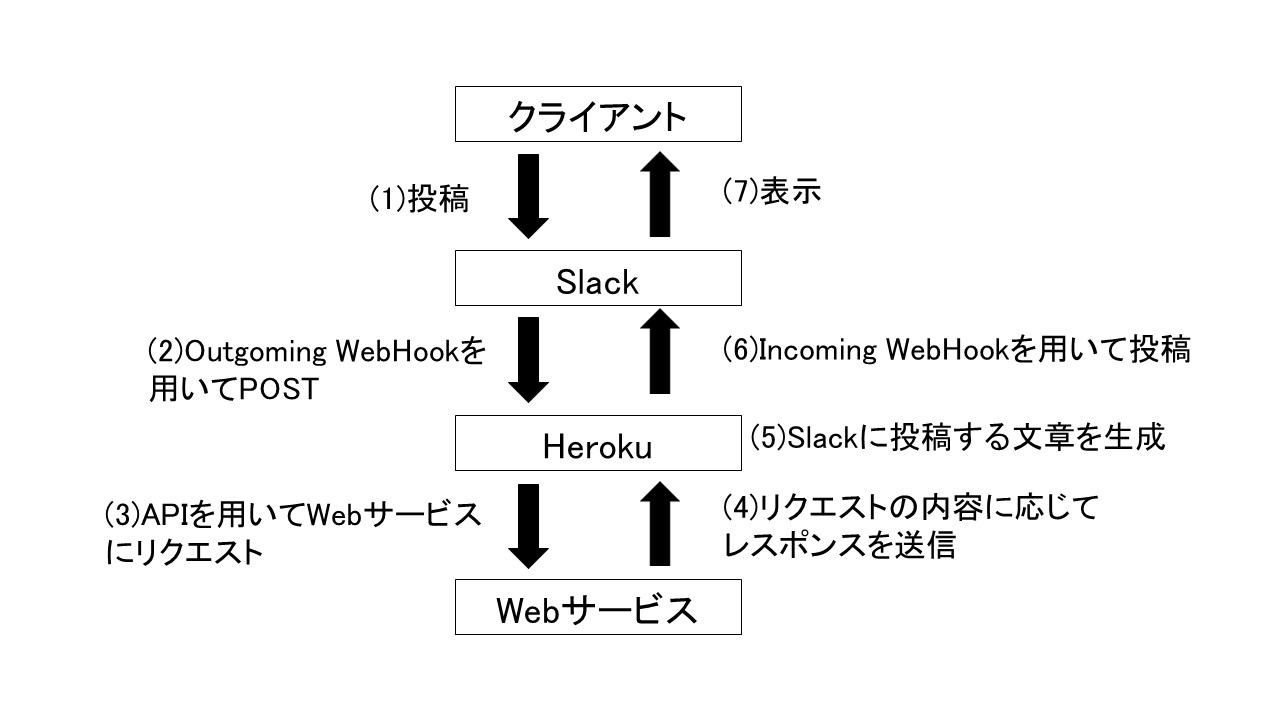 クライアント
(1)投稿
(7)表示
Slack
(2)Outgoming WebHookを
用いてPOST
(6)Incoming WebHookを用いて投稿
Heroku
(5)Slackに投稿する文章を生成
(3)APIを用いてWebサービス
にリクエスト
(4)リクエストの内容に応じて
レスポンスを送信
Webサービス